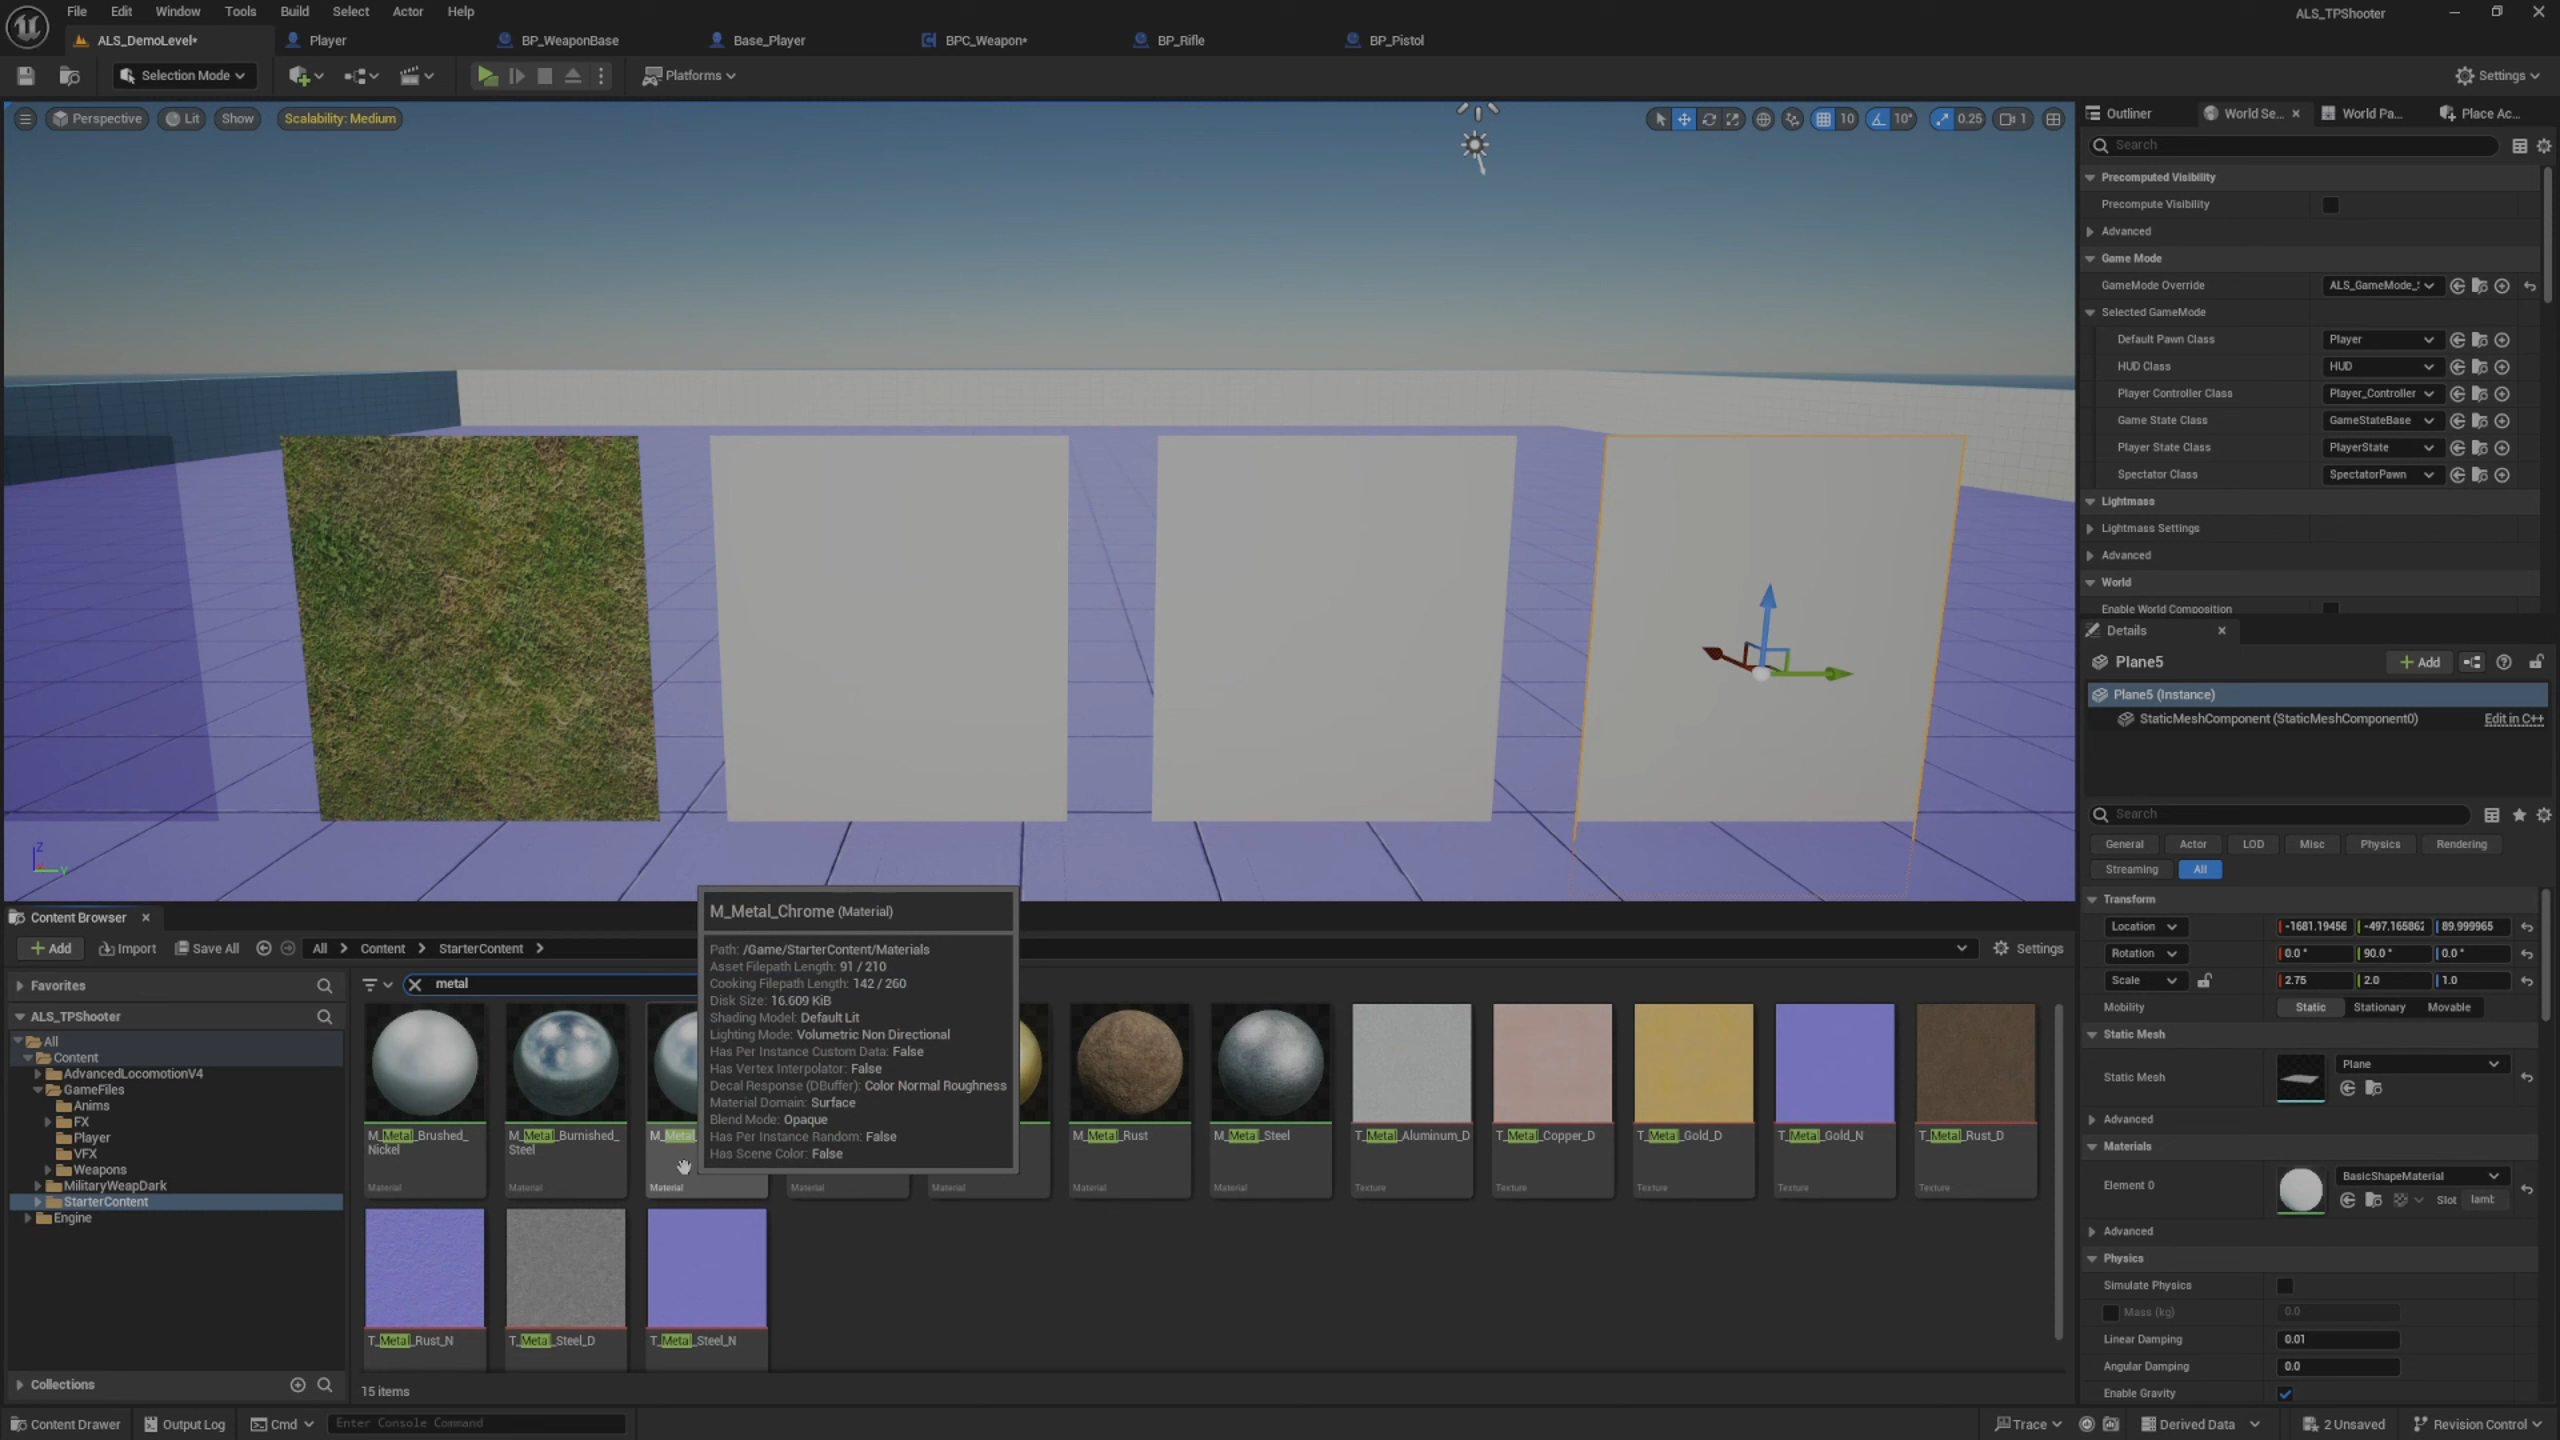 File Edit Window Tools Build Select Actor Help
ALS_TPShooter
ALS_DemoLevel*
Player
BP_WeaponBase
Base_Player
BPC_Weapon*
BP_Rifle
BP_Pistol
Selection Mode
Platforms
Settings
Perspective
Lit
Show
Scalability: Medium
10
10°
0.25
1
Outliner
World Se...
World Pa...
Place Ac...
Search
Precomputed Visibility
Precompute Visibility
Advanced
Game Mode
GameMode Override
Selected GameMode
Default Pawn Class
Player
HUD Class
HUD
Player Controller Class
Player_Controller
Game State Class
GameStateBase
Player State Class
PlayerState
Spectator Class
SpectatorPawn
Lightmass
Lightmass Settings
Advanced
World
Enable World Composition
Details
Plane5
Add
Plane5 (Instance)
StaticMeshComponent (StaticMeshComponent0)
Edit in C++
Search
General
Actor
LOD
Misc
Physics
Rendering
Streaming
All
Transform
Location
-1681.19456
89.999965
Rotation
0.0 °
90.0 °
0.0 °
Scale
2.75
2.0
1.0
Mobility
Static
Stationary
Movable
Static Mesh
Static Mesh
Plane
Advanced
Materials
Element 0
BasicShapeMaterial
Slot
Advanced
Physics
Simulate Physics
Mass (kg)
0.0
Linear Damping
0.01
Angular Damping
0.0
Enable Gravity
Z
Y
Content Browser
Add
Import
Save All
All
Content
StarterContent
Settings
Favorites
ALS_TPShooter
All
Content
AdvancedLocomotionV4
GameFiles
Anims
FX
Player
VFX
Weapons
MilitaryWeapDark
StarterContent
Engine
Collections
metal
M_Metal_Chrome (Material)
Path: /Game/StarterContent/Materials
Asset Filepath Length: 91 / 210
Cooking Filepath Length: 142 / 260
Disk Size: 16.609 KiB
Shading Model: Default Lit
Lighting Mode: Volumetric Non Directional
Has Per Instance Custom Data: False
Has Vertex Interpolator: False
Decal Response (DBuffer): Color Normal Roughness
Material Domain: Surface
Blend Mode: Opaque
Has Per Instance Random: False
Has Scene Color: False
M_Metal_Brushed_
Nickel
Material
M_Metal_Burnished_
Steel
Material
M_Metal_
Material
Material
Material
M_Metal_Rust
Material
M_Metal_Steel
Material
T_Metal_Aluminum_D
Texture
T_Metal_Copper_D
Texture
T_Metal_Gold_D
Texture
T_Metal_Gold_N
Texture
T_Metal_Rust_D
Texture
T_Metal_Rust_N
T_Metal_Steel_D
T_Metal_Steel_N
15 items
Content Drawer
Output Log
Cmd
Enter Console Command
Trace
Derived Data
2 Unsaved
Revision Control